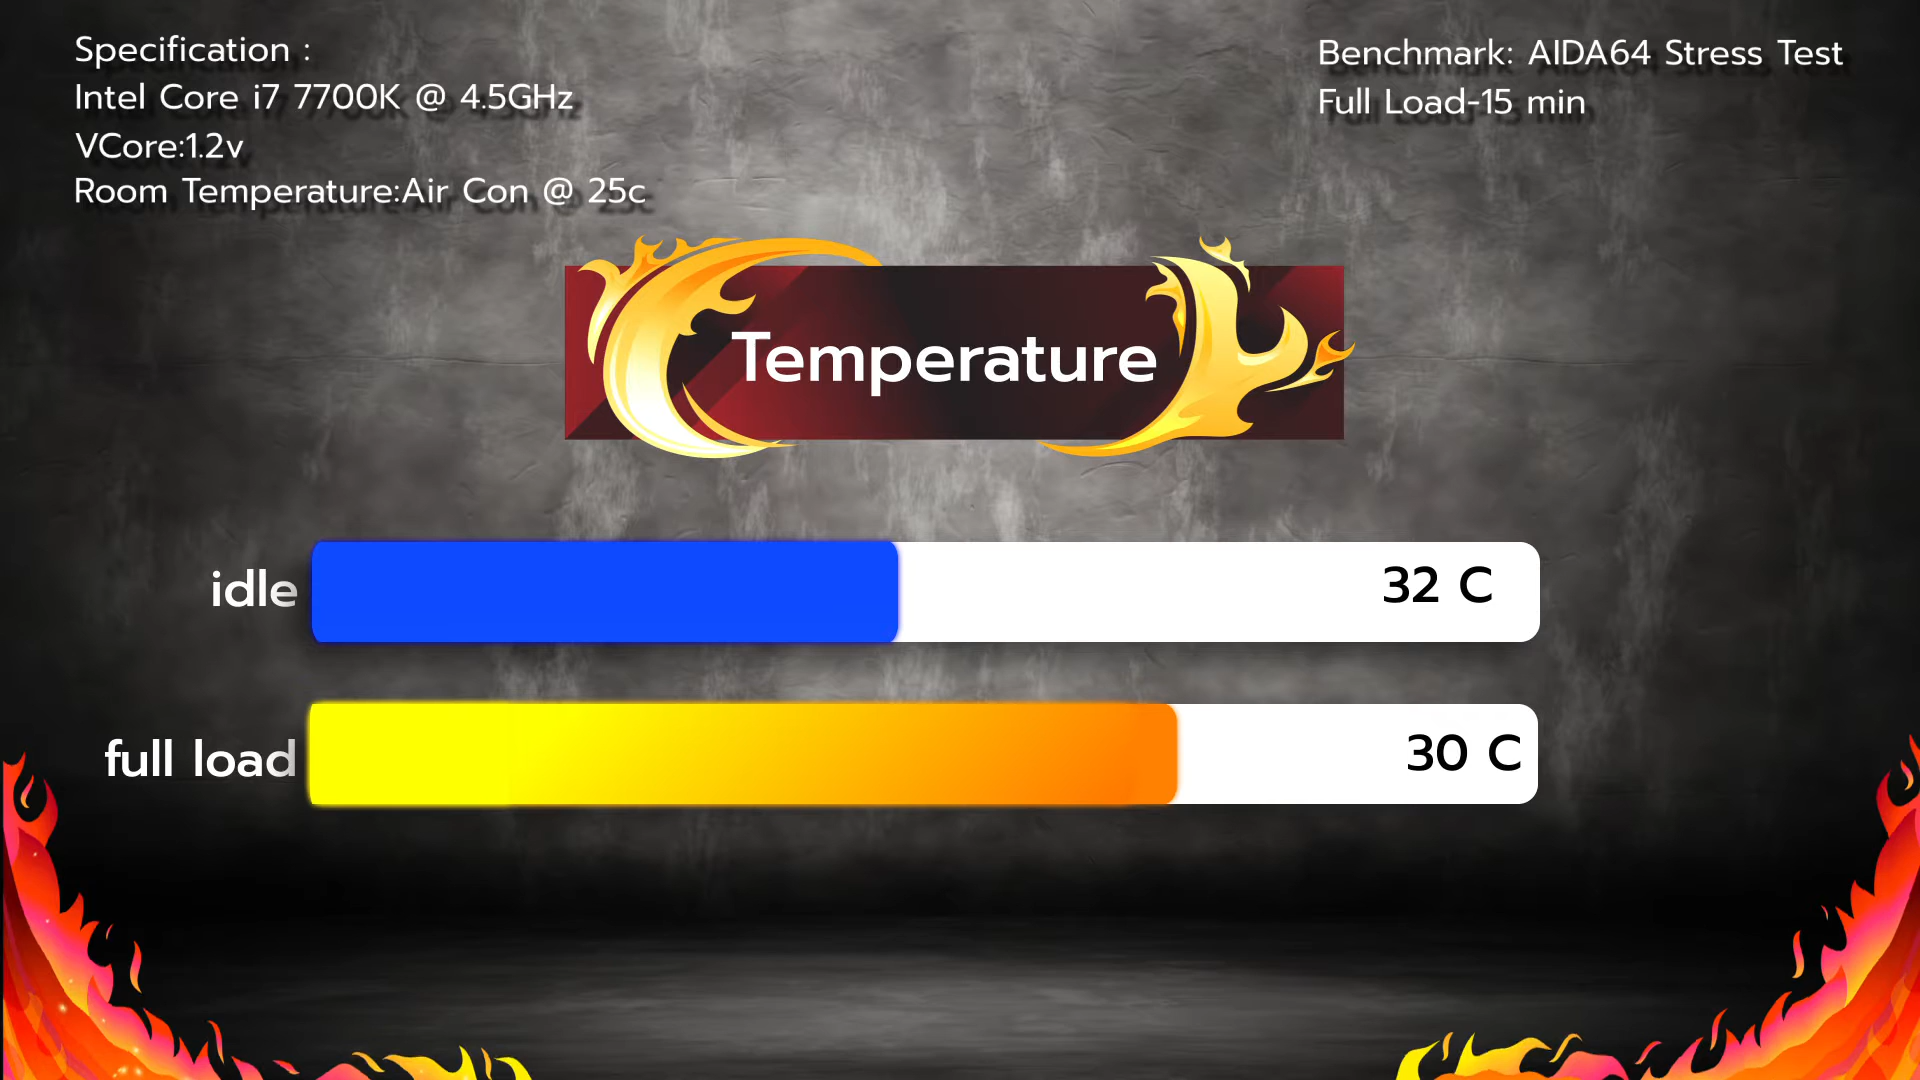 Specification :
Intel Core i7 7700K @ 4.5GHz
VCore:1.2v
Room Temperature:Air Con @ 25c
Benchmark: AIDA64 Stress Test
Full Load-15 min
Temperature
idle
32 C
full load
30 C